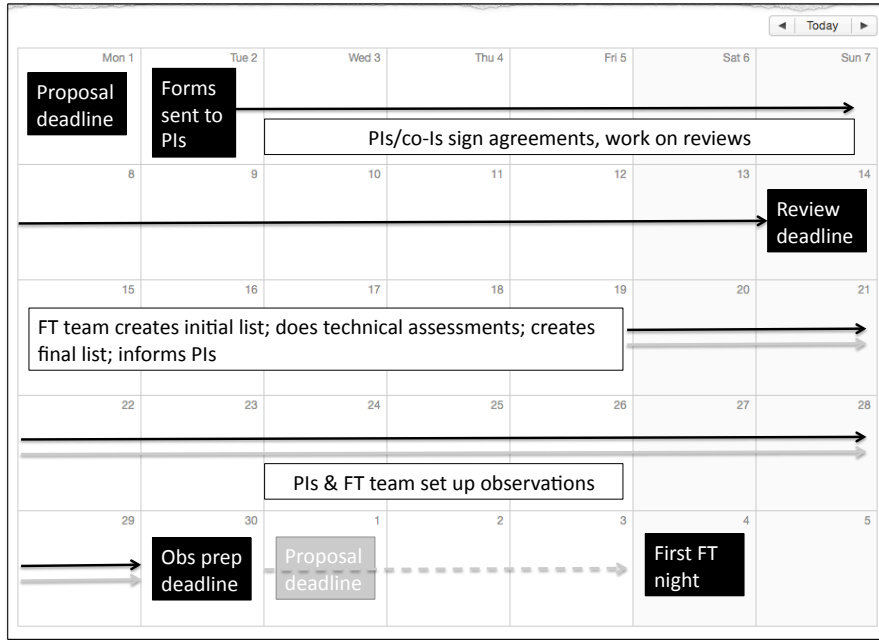 ◄ Today ►
Mon 1 Tue 2 Wed 3 Thu 4 Fri 5 Sat 6 Sun 7
Proposal
deadline
Forms
sent to
PIs
PIs/co-Is sign agreements, work on reviews
8 9 10 11 12 13 14
Review
deadline
15 16 17 18 19 20 21
FT team creates initial list; does technical assessments; creates
final list; informs PIs
22 23 24 25 26 27 28
PIs & FT team set up observations
29 30 1 2 3 4 5
Obs prep
deadline
Proposal
deadline
First FT
night